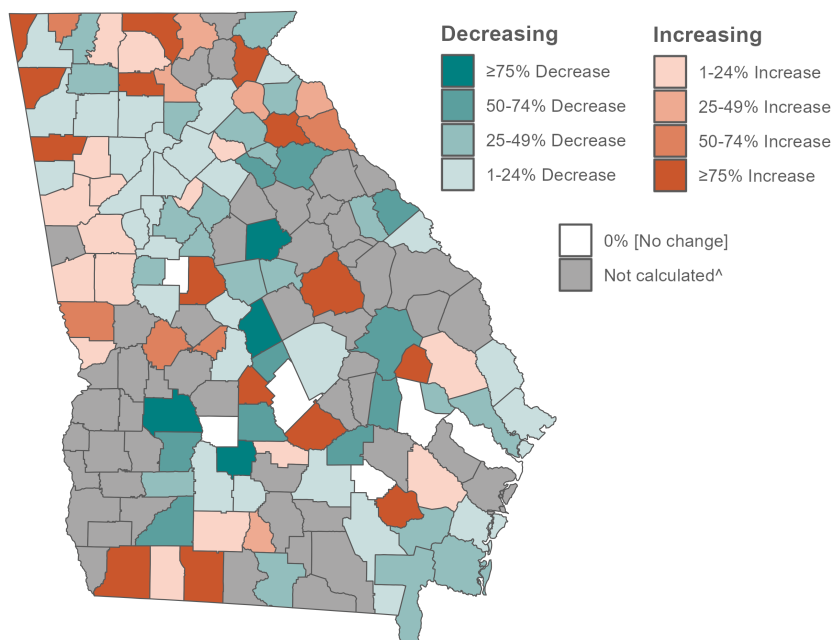 Decreasing
≥75% Decrease
50-74% Decrease
25-49% Decrease
1-24% Decrease
Increasing
1-24% Increase
25-49% Increase
50-74% Increase
≥75% Increase
0% [No change]
Not calculated^